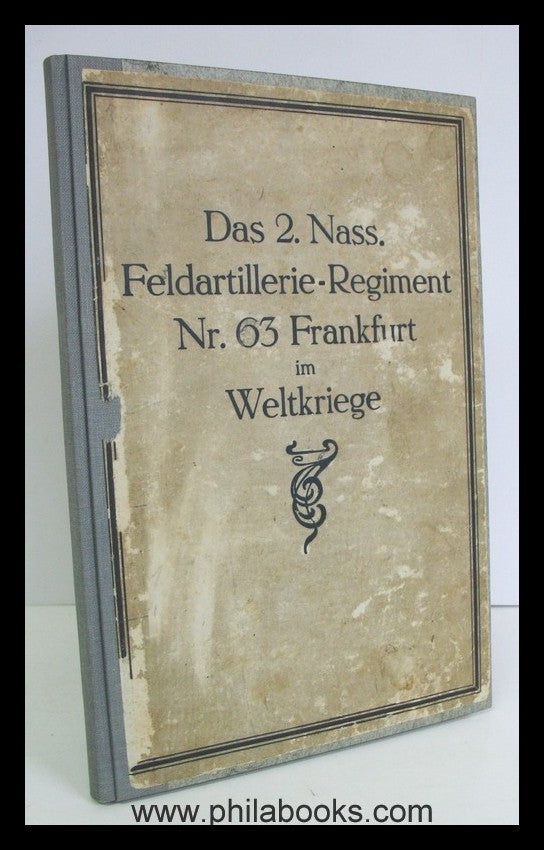 Das 2. Nass.
Feldartillerie-Regiment
Nr. 63 Frankfurt
im
Weltkriege
www.philabooks.com